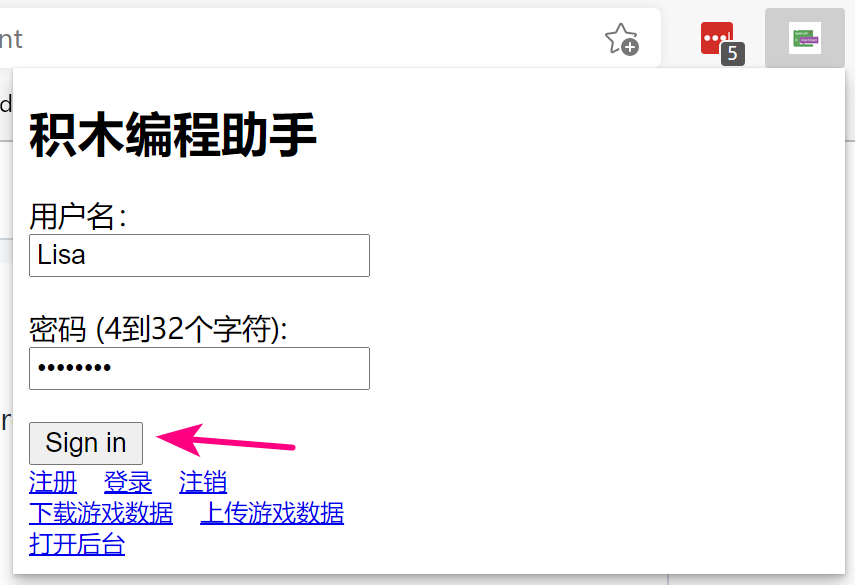 nt
5
d
积木编程助手
用户名:
Lisa
密码 (4到32个字符):
••••••••
Sign in
注册 登录 注销
下载游戏数据 上传游戏数据
打开后台